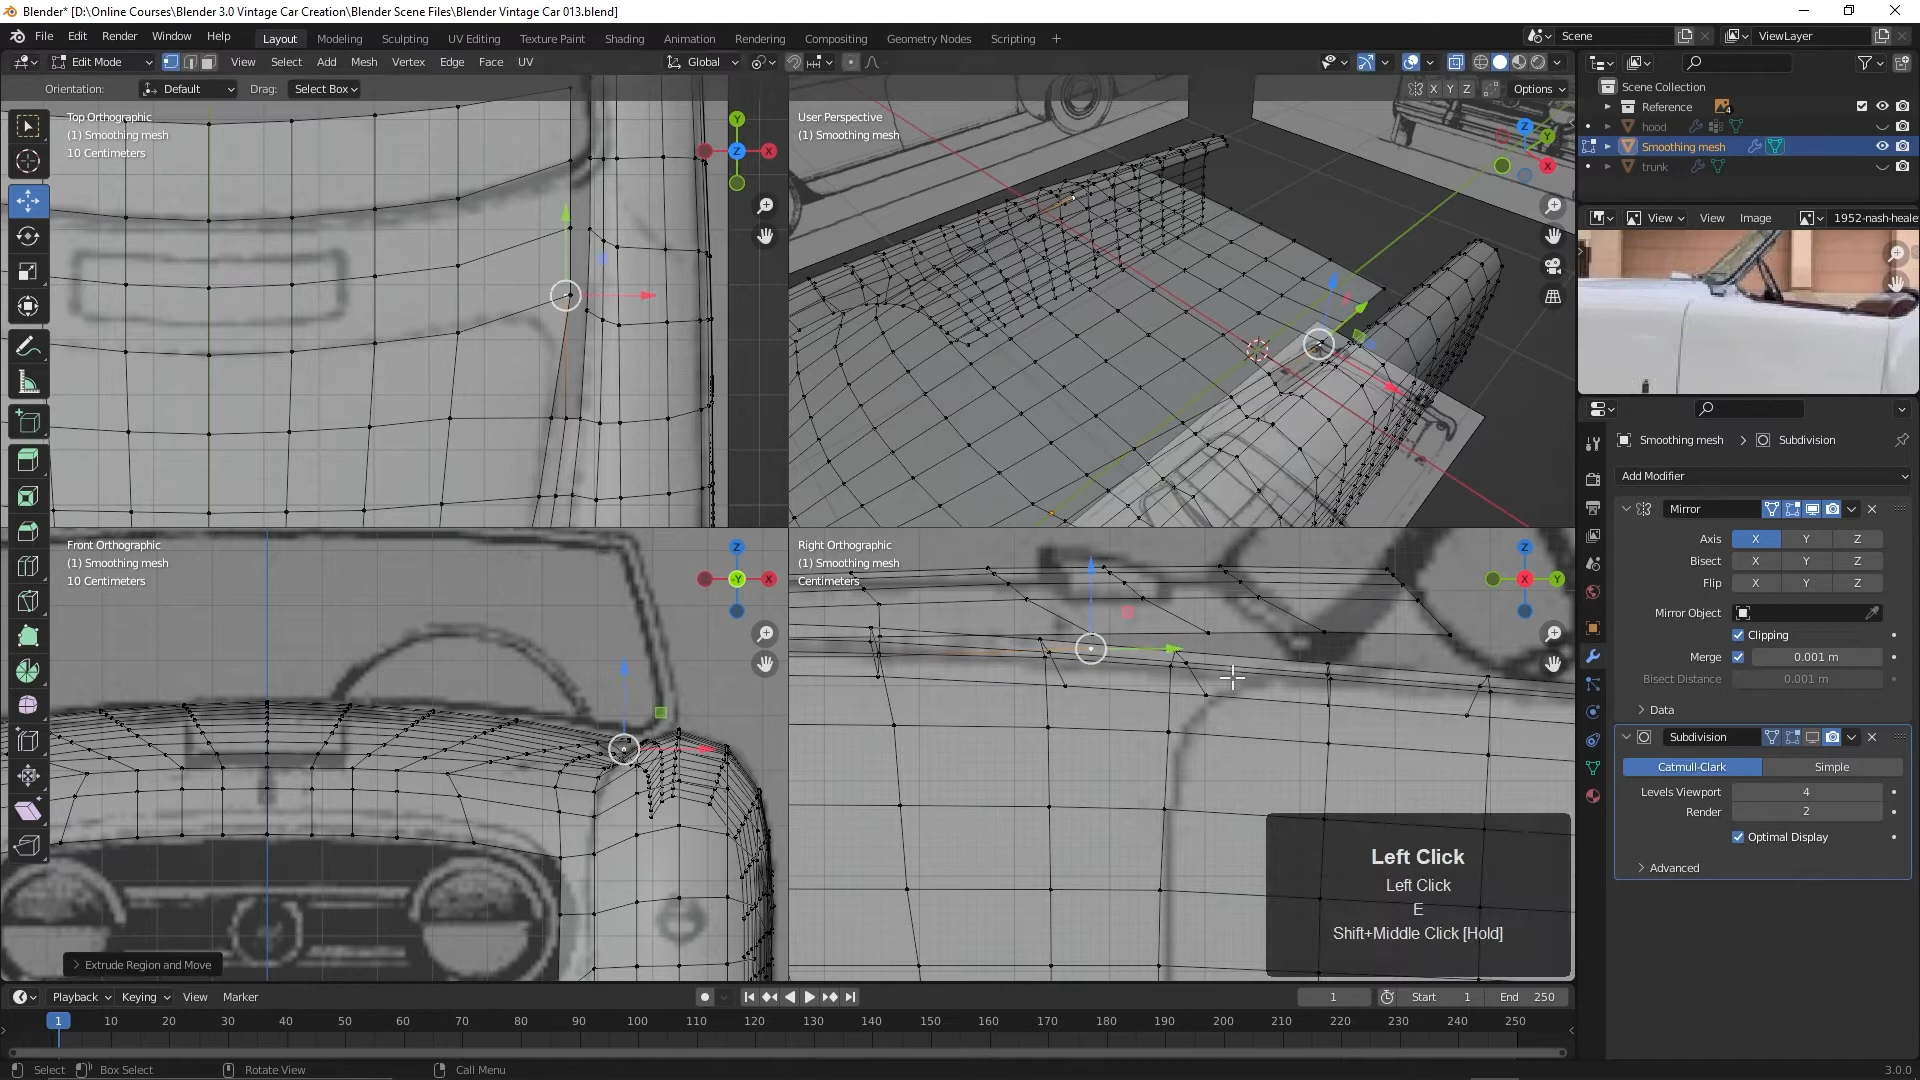 Blender* [D:\Online Courses\Blender 3.0 Vintage Car Creation\Blender Scene Files\Blender Vintage Car 013.blend]
File Edit Render Window Help Layout Modeling Sculpting UV Editing Texture Paint Shading Animation Rendering Compositing Geometry Nodes Scripting + Scene ViewLayer
Edit Mode View Select Add Mesh Vertex Edge Face UV Global
Orientation: Default Drag: Select Box X Y Z Options
Top Orthographic
(1) Smoothing mesh
10 Centimeters
User Perspective
(1) Smoothing mesh
Front Orthographic
(1) Smoothing mesh
10 Centimeters
Right Orthographic
(1) Smoothing mesh
Centimeters
Left Click
Left Click
E
Shift+Middle Click [Hold]
Extrude Region and Move
Scene Collection
Reference 4
hood
Smoothing mesh
trunk
View View Image 1952-nash-heale
Smoothing mesh > Subdivision
Add Modifier
Mirror
Axis X Y Z
Bisect X Y Z
Flip X Y Z
Mirror Object
Clipping
Merge 0.001 m
Bisect Distance 0.001 m
Data
Subdivision
Catmull-Clark Simple
Levels Viewport 4
Render 2
Optimal Display
Advanced
Playback Keying View Marker 1 Start 1 End 250
1 10 20 30 40 50 60 70 80 90 100 110 120 130 140 150 160 170 180 190 200 210 220 230 240 250
Select Box Select Rotate View Call Menu 3.0.0